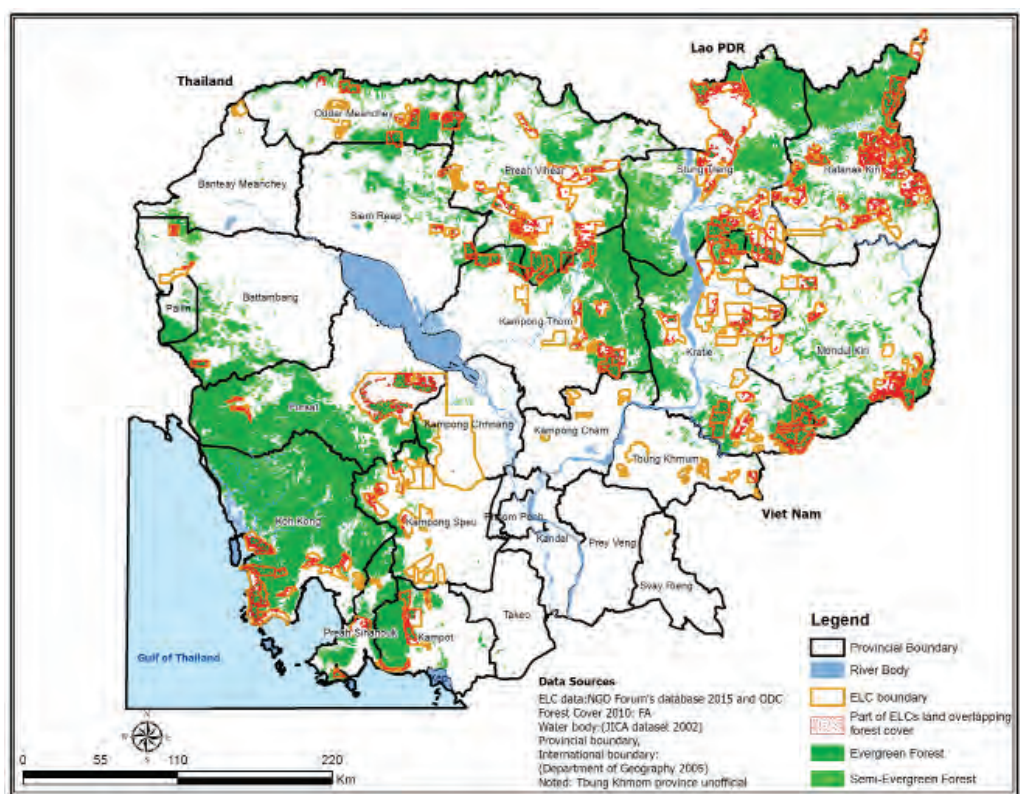 Lao PDR
Thailand
Oddar Meanchey
Preah Vihear
Stung Treng
Ratanak Kiri
Banteay Meanchey
Siem Reap
Battambang
Pailin
Kampong Thom
Kratie
Mondul Kiri
Pursat
Kampong Chhnang
Kampong Cham
Tbung Khmum
Viet Nam
Koh Kong
Kampong Speu
Phnom Penh
Kandal
Prey Veng
Svay Rieng
Takeo
Preah Sihanouk
Kampot
Gulf of Thailand
Legend
Provincial Boundary
River Body
ELC boundary
Part of ELCs land overlapping
forest cover
Evergreen Forest
Semi-Evergreen Forest
Data Sources
ELC data:NGO Forum's database 2015 and ODC
Forest Cover 2010: FA
Water body:(JICA dataset 2002)
Provincial boundary,
International boundary:
(Department of Geography 2005)
Noted: Tbung Khmom province unofficial
N
E
S
0 55 110 220
Km